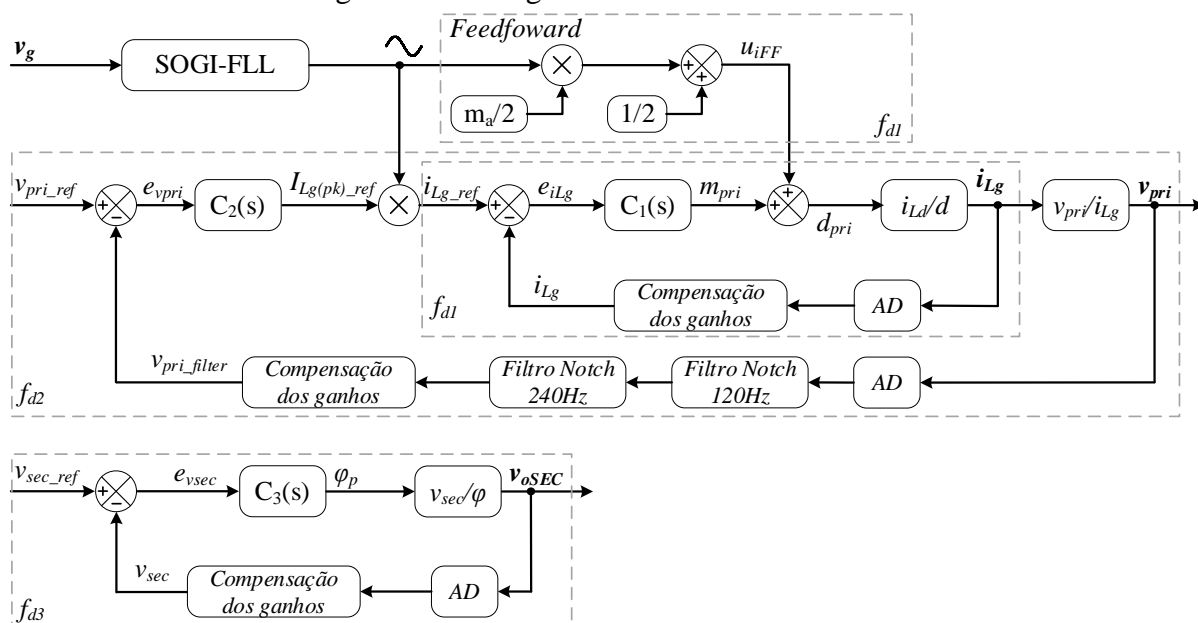 Feedfoward
v_g
SOGI-FLL
u_iFF
m_a/2
1/2
f_d1
v_pri_ref
e_vpri
C_2(s)
I_Lg(pk)_ref
i_Lg_ref
e_iLg
C_1(s)
m_pri
d_pri
i_Ld/d
i_Lg
v_pri/i_Lg
v_pri
i_Lg
Compensação
dos ganhos
AD
f_d1
v_pri_filter
Compensação
dos ganhos
Filtro Notch
240Hz
Filtro Notch
120Hz
AD
f_d2
v_sec_ref
e_vsec
C_3(s)
φ_p
v_sec/φ
v_oSEC
v_sec
Compensação
dos ganhos
AD
f_d3